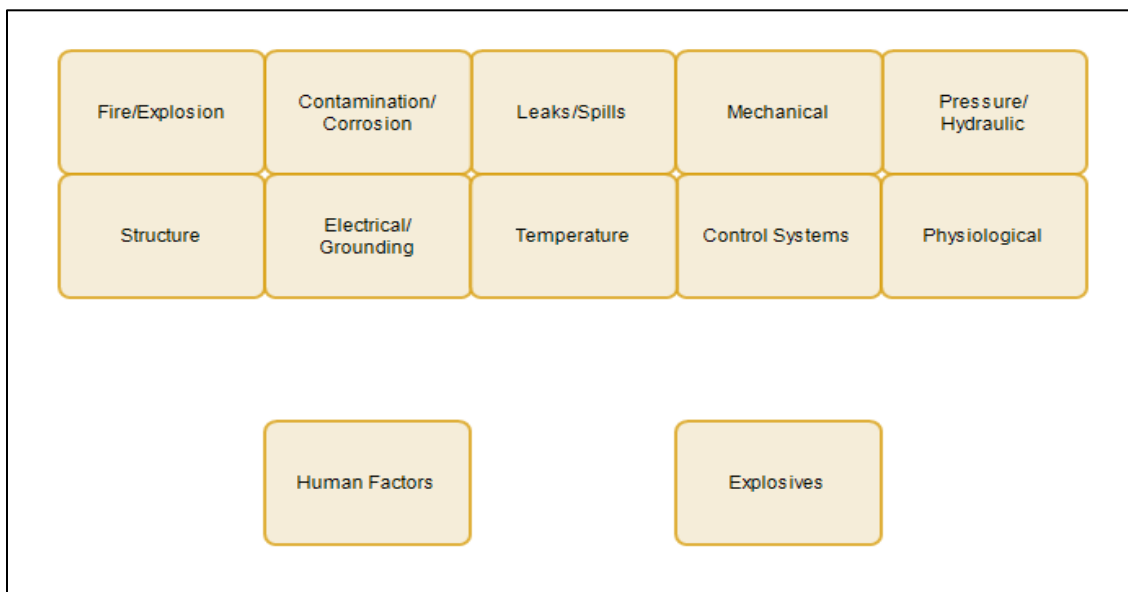 Fire/Explosion
Contamination/
Corrosion
Leaks/Spills
Mechanical
Pressure/
Hydraulic
Structure
Electrical/
Grounding
Temperature
Control Systems
Physiological
Human Factors
Explosives